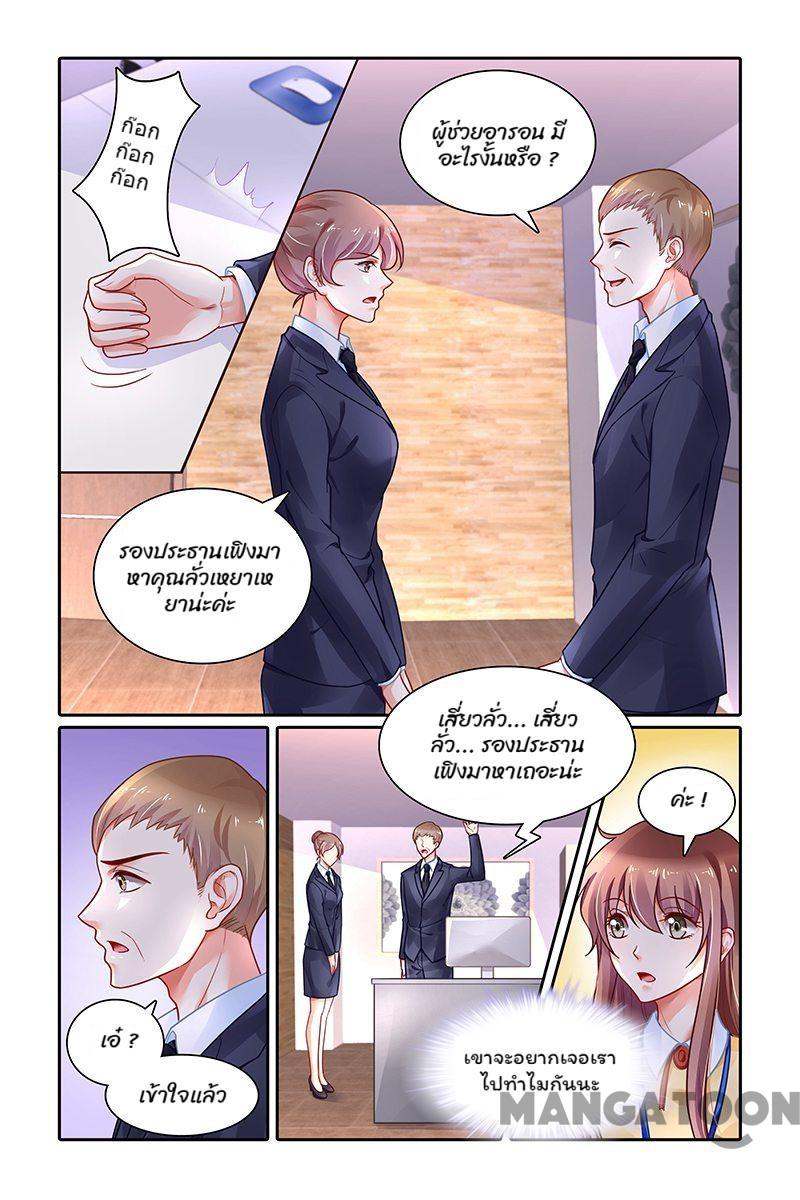 ก๊อก
ก๊อก
ก๊อก
ผู้ช่วยอารอน มี
อะไรงั้นหรือ ?
รองประธานเฟิงมา
หาคุณลั่วเหยาเห
ยาน่ะค่ะ
เสี่ยวลั่ว... เสี่ยว
ลั่ว... รองประธาน
เฟิงมาหาเถอะน่ะ
ค่ะ !
เอ๋ ?
เข้าใจแล้ว
เขาจะอยากเจอเรา
ไปทำไมกันนะ
MANGATOON